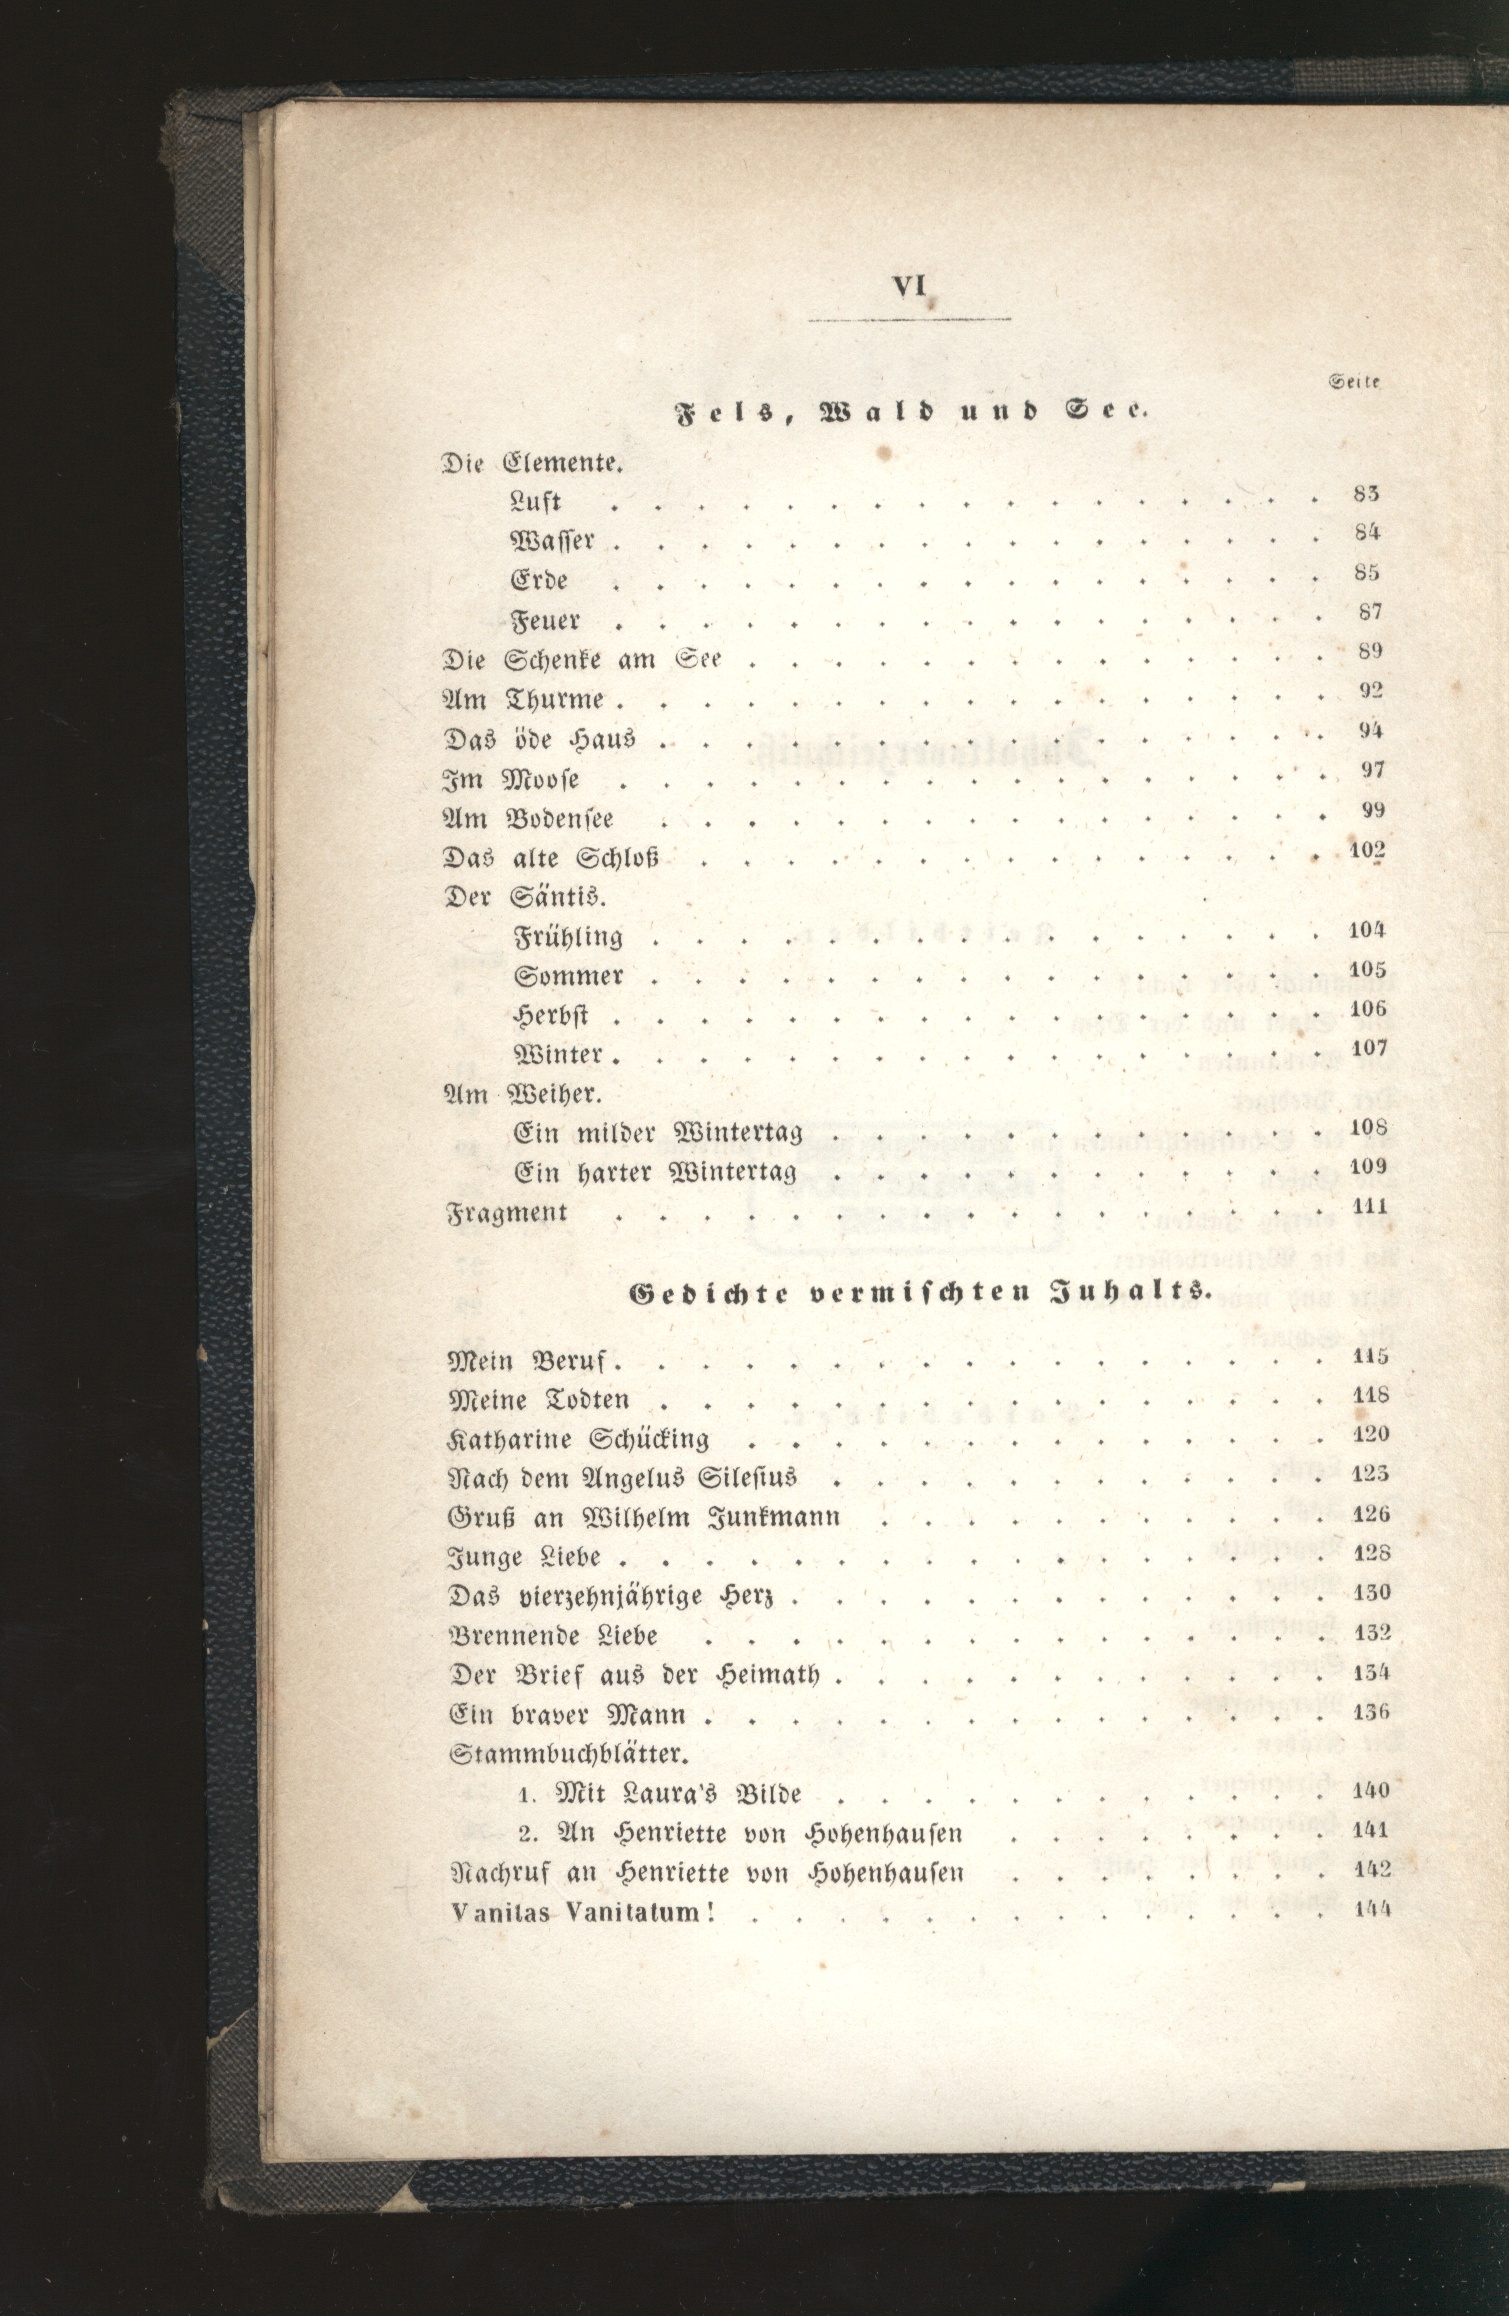 VI
Seite
Fels, Wald und See.
Die Elemente.
Luft . . . . . . . . . . . . . . . . . 83
Wasser . . . . . . . . . . . . . . . . . 84
Erde . . . . . . . . . . . . . . . . . 85
Feuer . . . . . . . . . . . . . . . . . 87
Die Schenke am See . . . . . . . . . . . . . . 89
Am Thurme . . . . . . . . . . . . . . . . . 92
Das öde Haus . . . . . . . . . . . . . . . . 94
Im Moose . . . . . . . . . . . . . . . . . 97
Am Bodensee . . . . . . . . . . . . . . . . 99
Das alte Schloß . . . . . . . . . . . . . . . 102
Der Säntis.
Frühling . . . . . . . . . . . . . . . . 104
Sommer . . . . . . . . . . . . . . . . 105
Herbst . . . . . . . . . . . . . . . . . 106
Winter . . . . . . . . . . . . . . . . . 107
Am Weiher.
Ein milder Wintertag . . . . . . . . . . . . 108
Ein harter Wintertag . . . . . . . . . . . . 109
Fragment . . . . . . . . . . . . . . . . . 111
Gedichte vermischten Inhalts.
Mein Beruf . . . . . . . . . . . . . . . . . 115
Meine Todten . . . . . . . . . . . . . . . . 118
Katharine Schücking . . . . . . . . . . . . . . 120
Nach dem Angelus Silesius . . . . . . . . . . . . 123
Gruß an Wilhelm Junkmann . . . . . . . . . . . 126
Junge Liebe . . . . . . . . . . . . . . . . . 128
Das vierzehnjährige Herz . . . . . . . . . . . . . 130
Brennende Liebe . . . . . . . . . . . . . . . 132
Der Brief aus der Heimath . . . . . . . . . . . . 134
Ein braver Mann . . . . . . . . . . . . . . . 136
Stammbuchblätter.
1. Mit Laura's Bilde . . . . . . . . . . . . 140
2. An Henriette von Hohenhausen . . . . . . . . 141
Nachruf an Henriette von Hohenhausen . . . . . . . . 142
Vanitas Vanitatum! . . . . . . . . . . . . . . 144